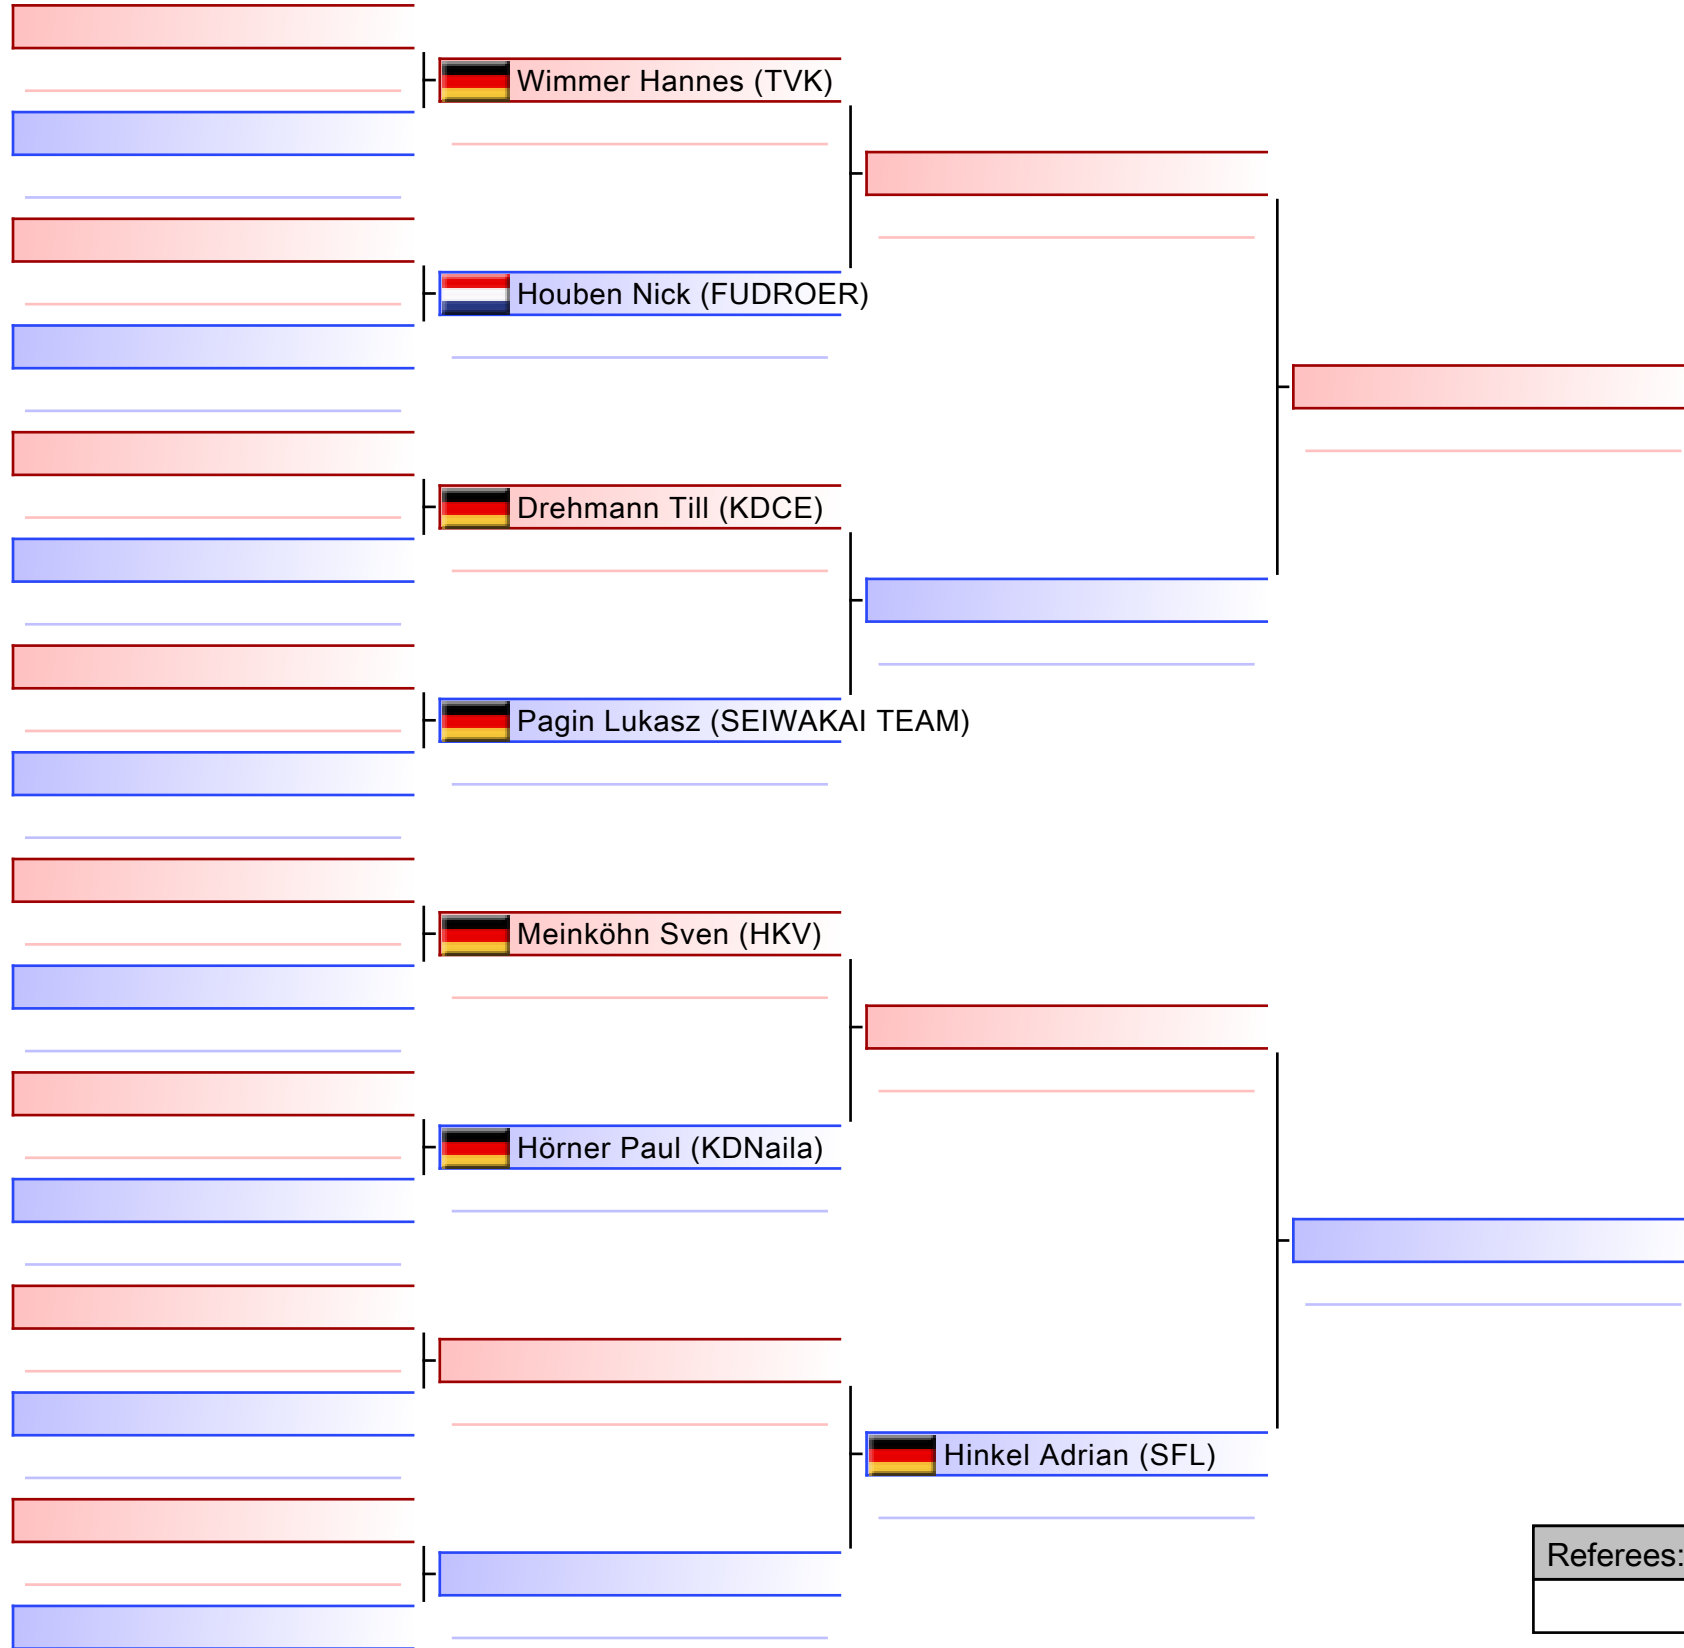 Wimmer Hannes (TVK)
Houben Nick (FUDROER)
Drehmann Till (KDCE)
Pagin Lukasz (SEIWAKAI TEAM)
Meinköhn Sven (HKV)
Hörner Paul (KDNaila)
Hinkel Adrian (SFL)
Referees: